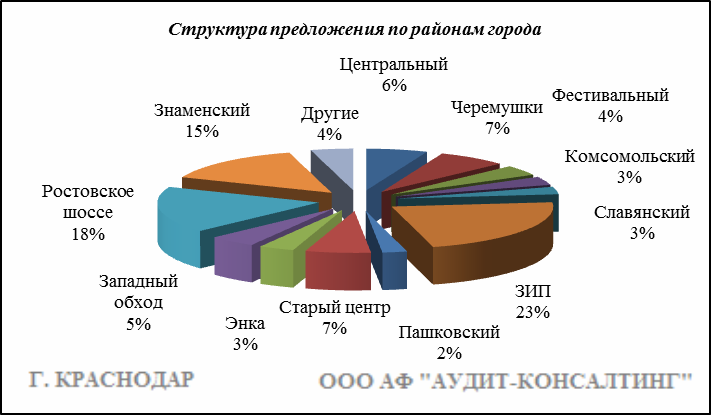 Структура предложения по районам города
Центральный
6%
Черемушки
7%
Фестивальный
4%
Комсомольский
3%
Славянский
3%
ЗИП
23%
Пашковский
2%
Старый центр
7%
Энка
3%
Западный
обход
5%
Ростовское
шоссе
18%
Знаменский
15%
Другие
4%
Г. КРАСНОДАР
ООО АФ "АУДИТ-КОНСАЛТИНГ"